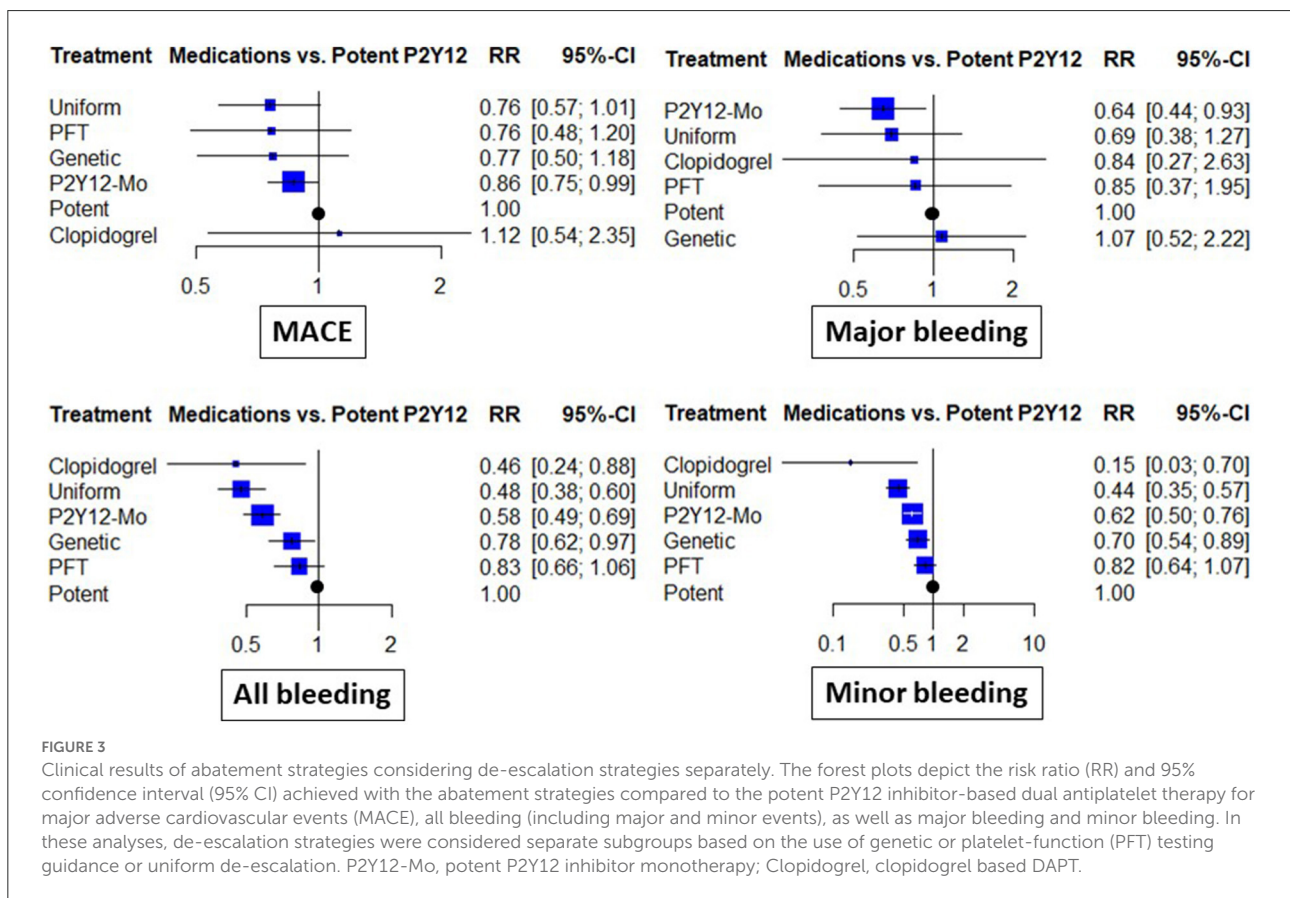 Treatment Medications vs. Potent P2Y12 RR 95%-CI
Uniform 0.76 [0.57; 1.01]
PFT 0.76 [0.48; 1.20]
Genetic 0.77 [0.50; 1.18]
P2Y12-Mo 0.86 [0.75; 0.99]
Potent 1.00
Clopidogrel 1.12 [0.54; 2.35]
0.5 1 2
MACE
Treatment Medications vs. Potent P2Y12 RR 95%-CI
P2Y12-Mo 0.64 [0.44; 0.93]
Uniform 0.69 [0.38; 1.27]
Clopidogrel 0.84 [0.27; 2.63]
PFT 0.85 [0.37; 1.95]
Potent 1.00
Genetic 1.07 [0.52; 2.22]
0.5 1 2
Major bleeding
Treatment Medications vs. Potent P2Y12 RR 95%-CI
Clopidogrel 0.46 [0.24; 0.88]
Uniform 0.48 [0.38; 0.60]
P2Y12-Mo 0.58 [0.49; 0.69]
Genetic 0.78 [0.62; 0.97]
PFT 0.83 [0.66; 1.06]
Potent 1.00
0.5 1 2
All bleeding
Treatment Medications vs. Potent P2Y12 RR 95%-CI
Clopidogrel 0.15 [0.03; 0.70]
Uniform 0.44 [0.35; 0.57]
P2Y12-Mo 0.62 [0.50; 0.76]
Genetic 0.70 [0.54; 0.89]
PFT 0.82 [0.64; 1.07]
Potent 1.00
0.1 0.5 1 2 10
Minor bleeding
FIGURE 3
Clinical results of abatement strategies considering de-escalation strategies separately. The forest plots depict the risk ratio (RR) and 95%
confidence interval (95% CI) achieved with the abatement strategies compared to the potent P2Y12 inhibitor-based dual antiplatelet therapy for
major adverse cardiovascular events (MACE), all bleeding (including major and minor events), as well as major bleeding and minor bleeding. In
these analyses, de-escalation strategies were considered separate subgroups based on the use of genetic or platelet-function (PFT) testing
guidance or uniform de-escalation. P2Y12-Mo, potent P2Y12 inhibitor monotherapy; Clopidogrel, clopidogrel based DAPT.